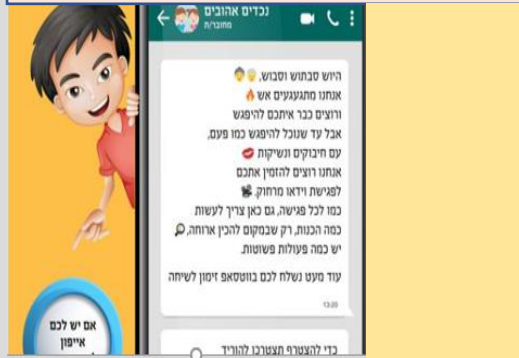 נכדים אהובים
מחובר/ת
היוש סבתוש וסבוש, 👵👴
אנחנו מתגעגעים אש 🔥
ורוצים כבר איתכם להיפגש
אבל עד שנוכל להיפגש כמו פעם,
עם חיבוקים ונשיקות 💋
אנחנו רוצים להזמין אתכם
לפגישת וידאו מרחוק. 📽
כמו לכל פגישה, גם כאן צריך לעשות
כמה הכנות, רק שבמקום להכין ארוחה, 🍳
יש כמה פעולות פשוטות.
עוד מעט נשלח לכם בווטסאפ זימון לשיחה
13:20
כדי להצטרף תצטרכו להוריד
אם יש לכם
אייפון